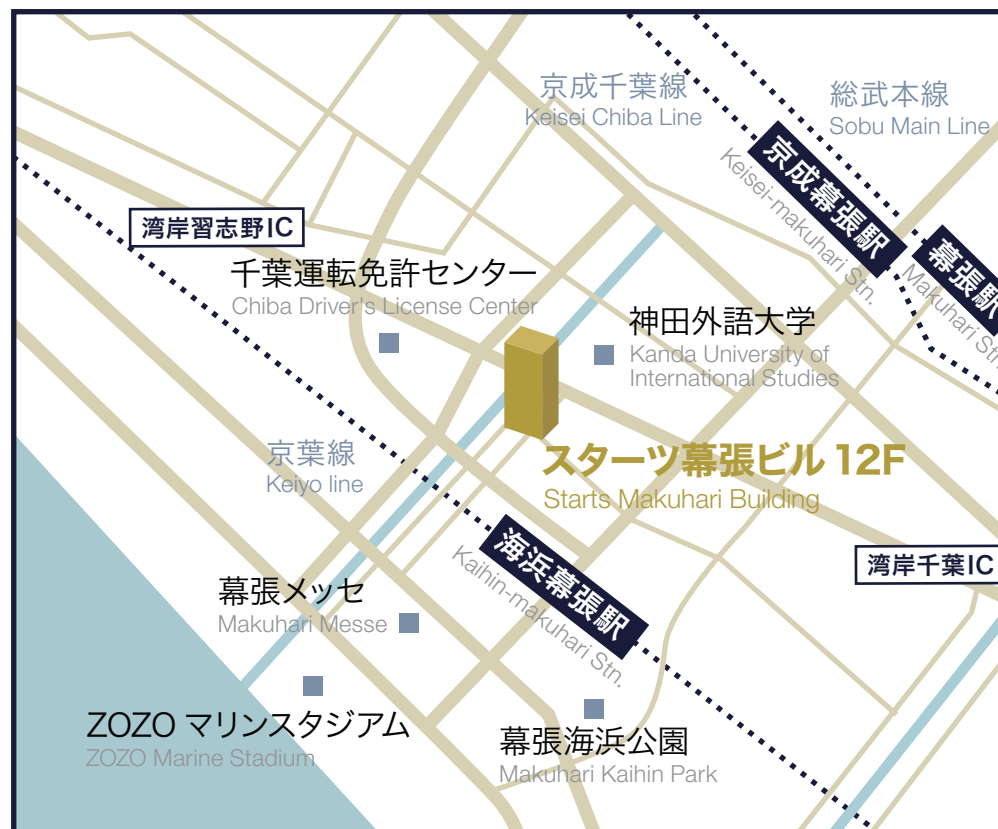 京成千葉線
Keisei Chiba Line
総武本線
Sobu Main Line
京成幕張駅
Keisei-makuhari Stn.
幕張駅
Makuhari Stn.
湾岸習志野IC
千葉運転免許センター
Chiba Driver's License Center
神田外語大学
Kanda University of
International Studies
京葉線
Keiyo line
スターツ幕張ビル 12F
Starts Makuhari Building
海浜幕張駅
Kaihin-makuhari Stn.
湾岸千葉IC
幕張メッセ
Makuhari Messe
ZOZO マリンスタジアム
ZOZO Marine Stadium
幕張海浜公園
Makuhari Kaihin Park